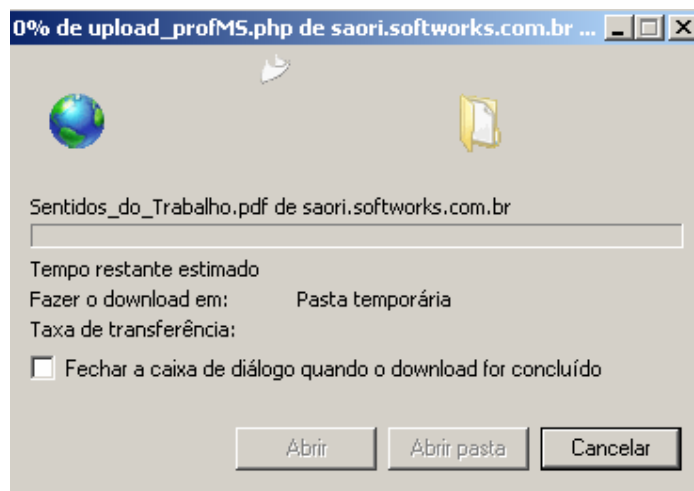 0% de upload_profMS.php de saori.softworks.com.br ...
Sentidos_do_Trabalho.pdf de saori.softworks.com.br
Tempo restante estimado
Fazer o download em: Pasta temporária
Taxa de transferência:
Fechar a caixa de diálogo quando o download for concluído
Abrir Abrir pasta Cancelar